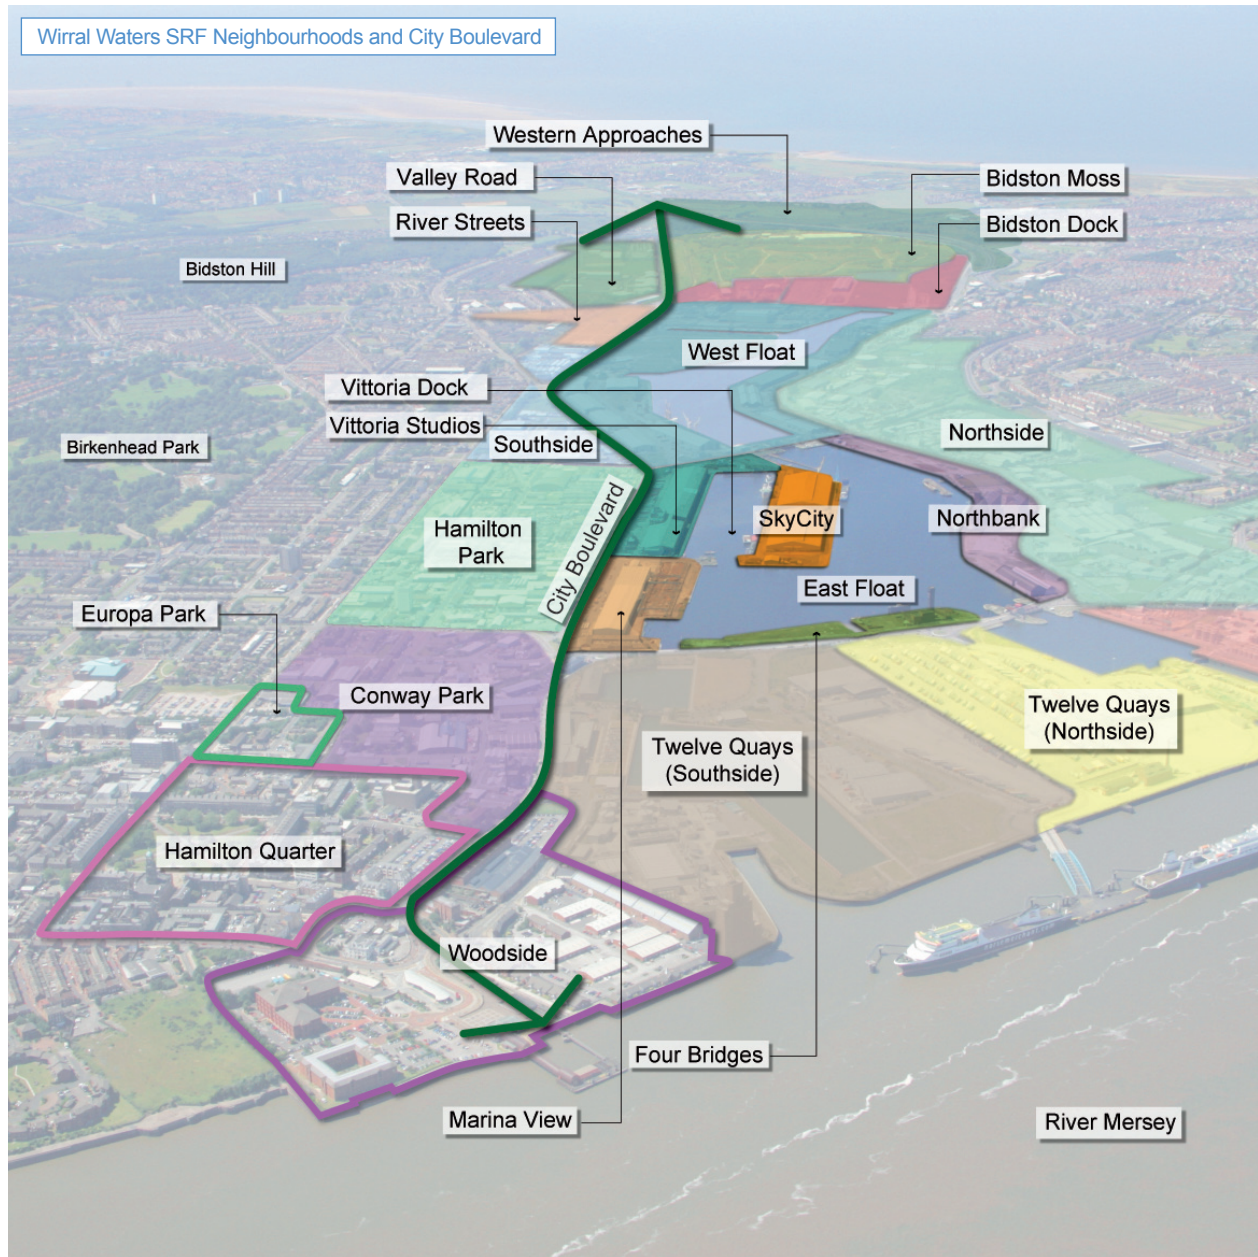 Wirral Waters SRF Neighbourhoods and City Boulevard
Western Approaches
Valley Road
Bidston Moss
River Streets
Bidston Dock
Bidston Hill
West Float
Vittoria Dock
Vittoria Studios
Southside
Northside
Birkenhead Park
SkyCity
Northbank
Hamilton
Park
City Boulevard
East Float
Europa Park
Conway Park
Twelve Quays
(Northside)
Twelve Quays
(Southside)
Hamilton Quarter
Woodside
Four Bridges
Marina View
River Mersey